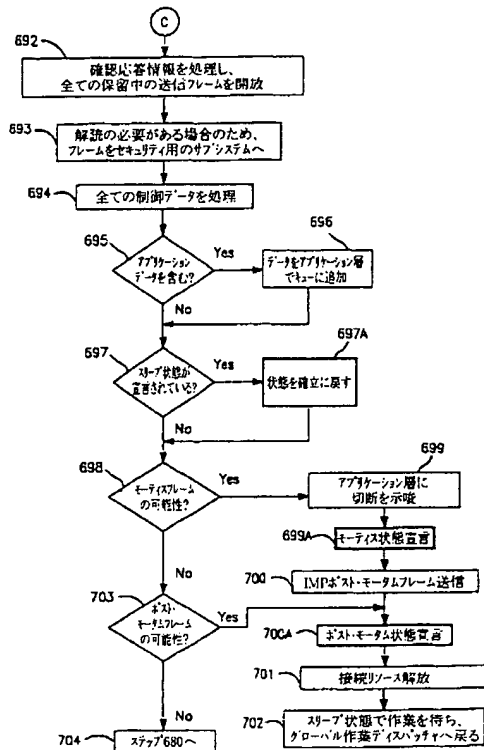 C
692
確認応答情報を処理し、
全ての保留中の送信フレームを開放
693
解読の必要がある場合のため、
フレームをセキュリティ用のサブシステムへ
694
全ての制御データを処理
695
アプリケーション
データを含む?
Yes
696
データをアプリケーション層
でキューに追加
No
697
スリープ状態が
宣言されている?
Yes
697A
状態を確立に戻す
No
698
モーティスフレーム
の可能性?
Yes
699
アプリケーション層に
切断を示唆
699A
モーティス状態宣言
700
IMPポスト・モータムフレーム送信
No
703
ポスト・
モータムフレーム
の可能性?
Yes
700A
ポスト・モータム状態宣言
701
接続リソース解放
702
スリープ状態で作業を待ち、
グローバル作業ディスパッチャへ戻る
No
704
ステップ680へ